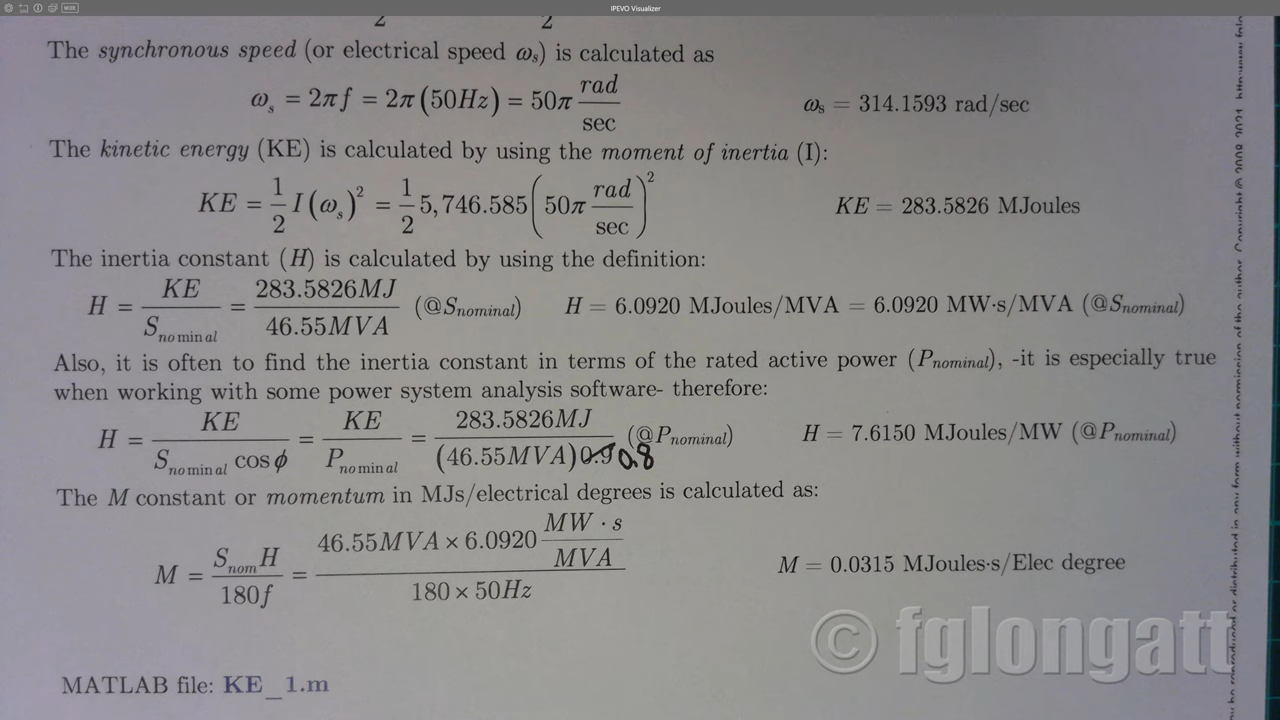 IPEVO Visualizer
2 2
The synchronous speed (or electrical speed ωs) is calculated as
ωs = 2πf = 2π(50Hz) = 50π rad/sec ωs = 314.1593 rad/sec
The kinetic energy (KE) is calculated by using the moment of inertia (I):
KE = 1/2 I(ωs)² = 1/2 5,746.585(50π rad/sec)² KE = 283.5826 MJoules
The inertia constant (H) is calculated by using the definition:
H = KE/Snominal = 283.5826MJ/46.55MVA (@Snominal) H = 6.0920 MJoules/MVA = 6.0920 MW·s/MVA (@Snominal)
Also, it is often to find the inertia constant in terms of the rated active power (Pnominal), -it is especially true
when working with some power system analysis software- therefore:
H = KE/Snominal cosϕ = KE/Pnominal = 283.5826MJ/(46.55MVA)0.9 0.8 (@Pnominal) H = 7.6150 MJoules/MW (@Pnominal)
The M constant or momentum in MJs/electrical degrees is calculated as:
M = SnomH/180f = 46.55MVA × 6.0920 MW·s/MVA / 180 × 50Hz M = 0.0315 MJoules·s/Elec degree
© fglongatt
MATLAB file: KE_1.m